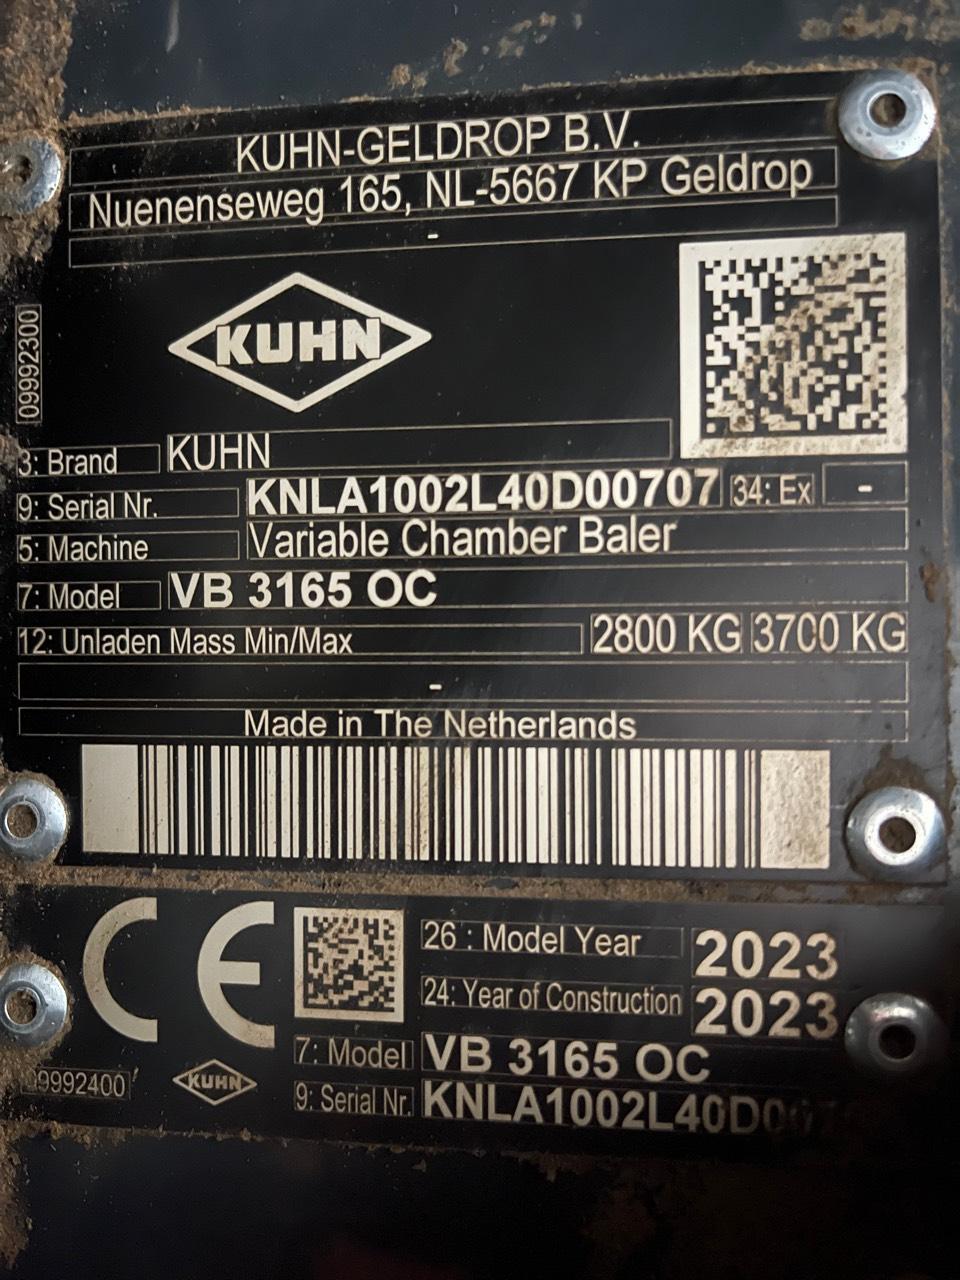 KUHN-GELDROP B.V.
Nuenenseweg 165, NL-5667 KP Geldrop
-
09992300
KUHN
3: Brand KUHN
9: Serial Nr. KNLA1002L40D00707 34: Ex -
5: Machine Variable Chamber Baler
7: Model VB 3165 OC
12: Unladen Mass Min/Max 2800 KG 3700 KG
-
Made in The Netherlands
CE
26 : Model Year 2023
24: Year of Construction 2023
7: Model VB 3165 OC
09992400 KUHN
9: Serial Nr. KNLA1002L40D007